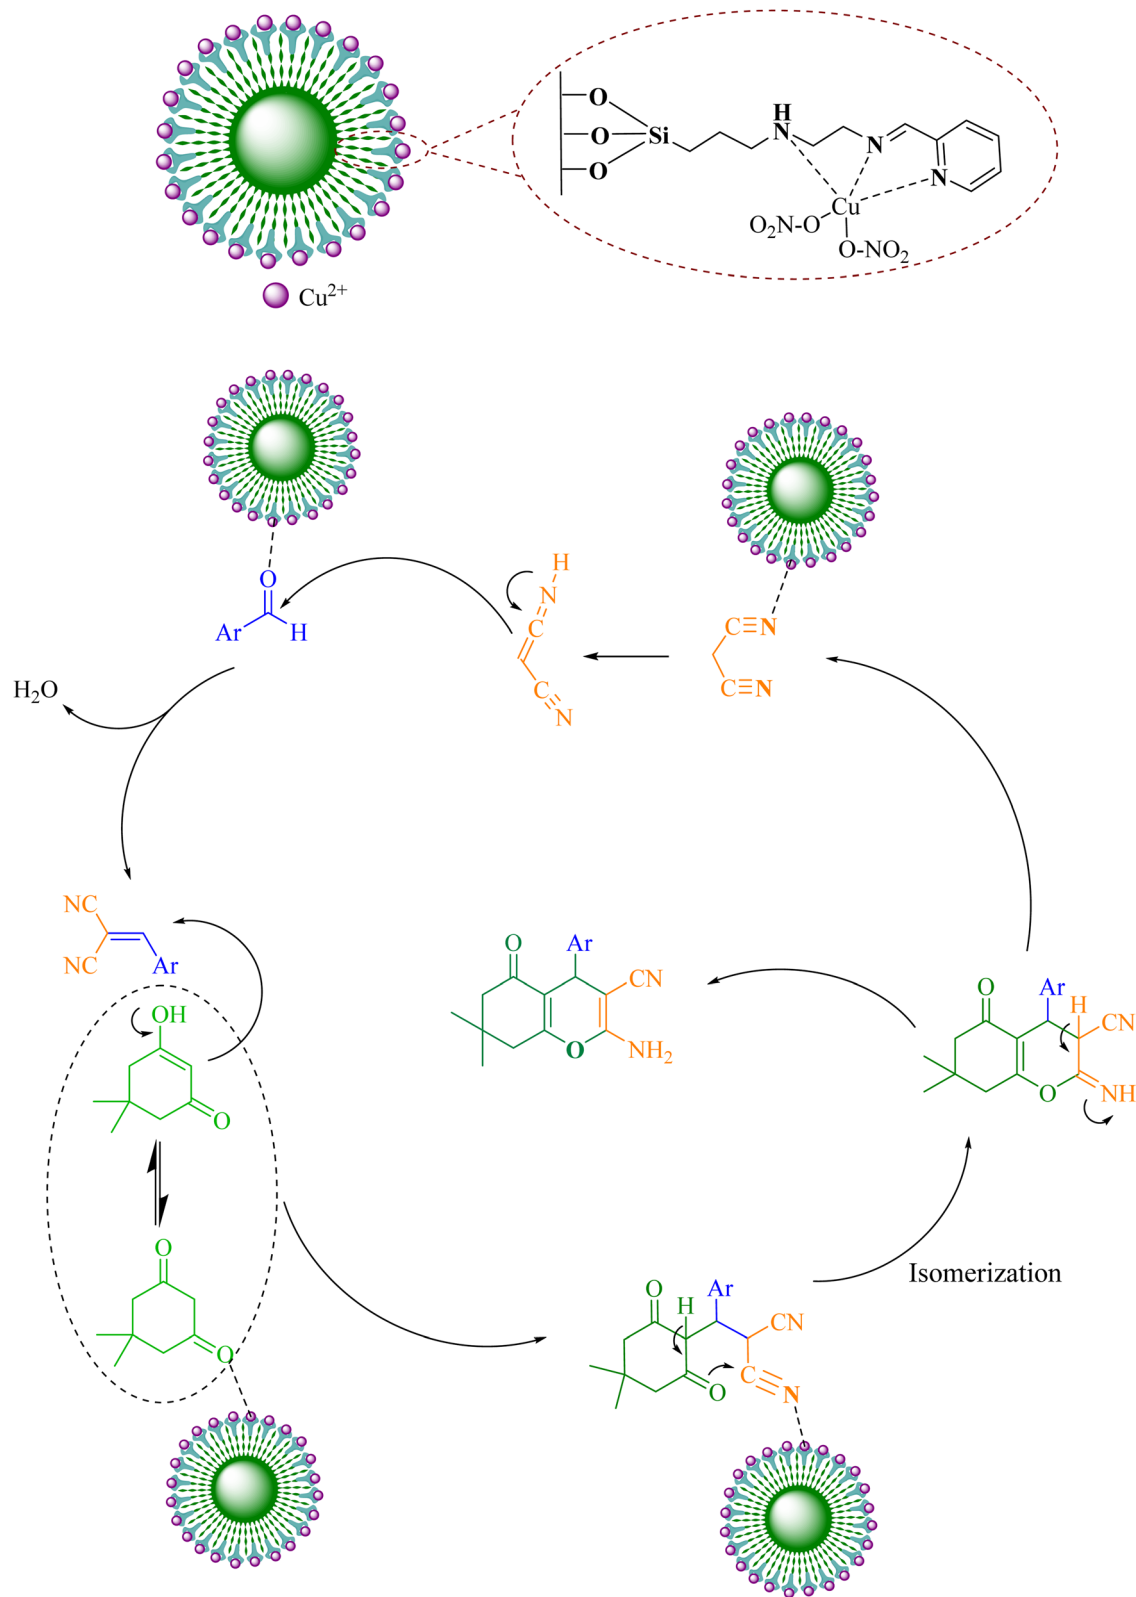 H
O
O
Si
O
N
N
N
Cu
O₂N-O
O-NO₂
Cu²⁺
O
Ar
H
H
N
C
C
N
C≡N
C≡N
H₂O
NC
NC
Ar
OH
O
O
O
O
Ar
CN
O
NH₂
O
Ar
H
CN
O
NH
Isomerization
O
H
Ar
CN
O
C
N